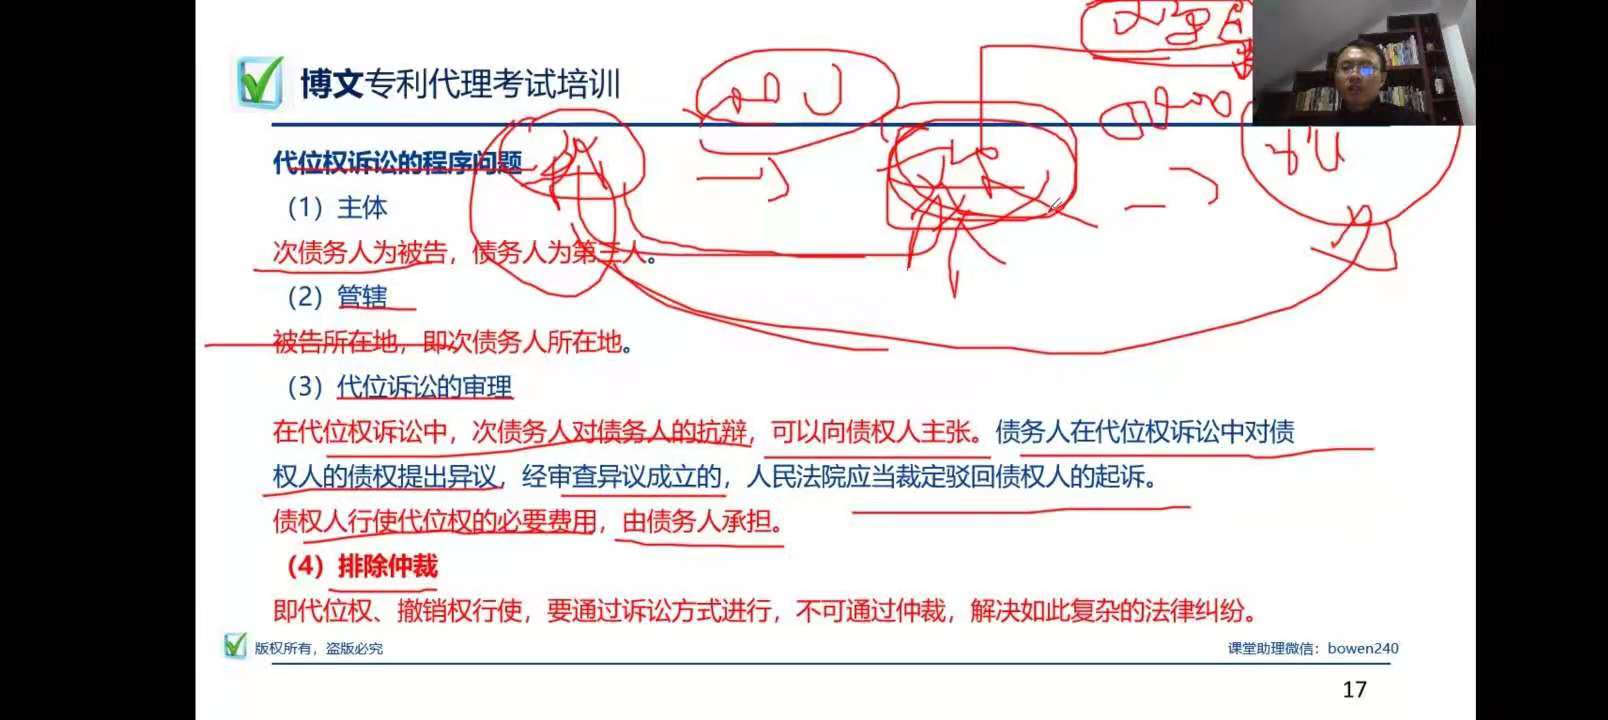 博文专利代理考试培训
代位权诉讼的程序问题
（1）主体
次债务人为被告，债务人为第三人。
（2）管辖
被告所在地，即次债务人所在地。
（3）代位诉讼的审理
在代位权诉讼中，次债务人对债务人的抗辩，可以向债权人主张。债务人在代位权诉讼中对债
权人的债权提出异议，经审查异议成立的，人民法院应当裁定驳回债权人的起诉。
债权人行使代位权的必要费用，由债务人承担。
（4）排除仲裁
即代位权、撤销权行使，要通过诉讼方式进行，不可通过仲裁，解决如此复杂的法律纠纷。
版权所有，盗版必究
课堂助理微信：bowen240
17